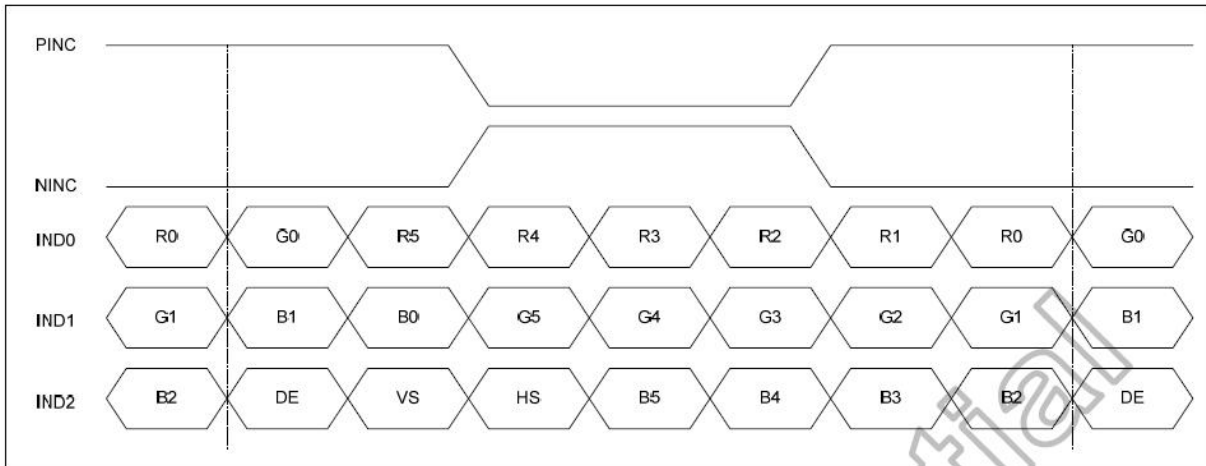 PINC
NINC
IND0 R0 G0 R5 R4 R3 R2 R1 R0 G0
IND1 G1 B1 B0 G5 G4 G3 G2 G1 B1
IND2 B2 DE VS HS B5 B4 B3 B2 DE
tial